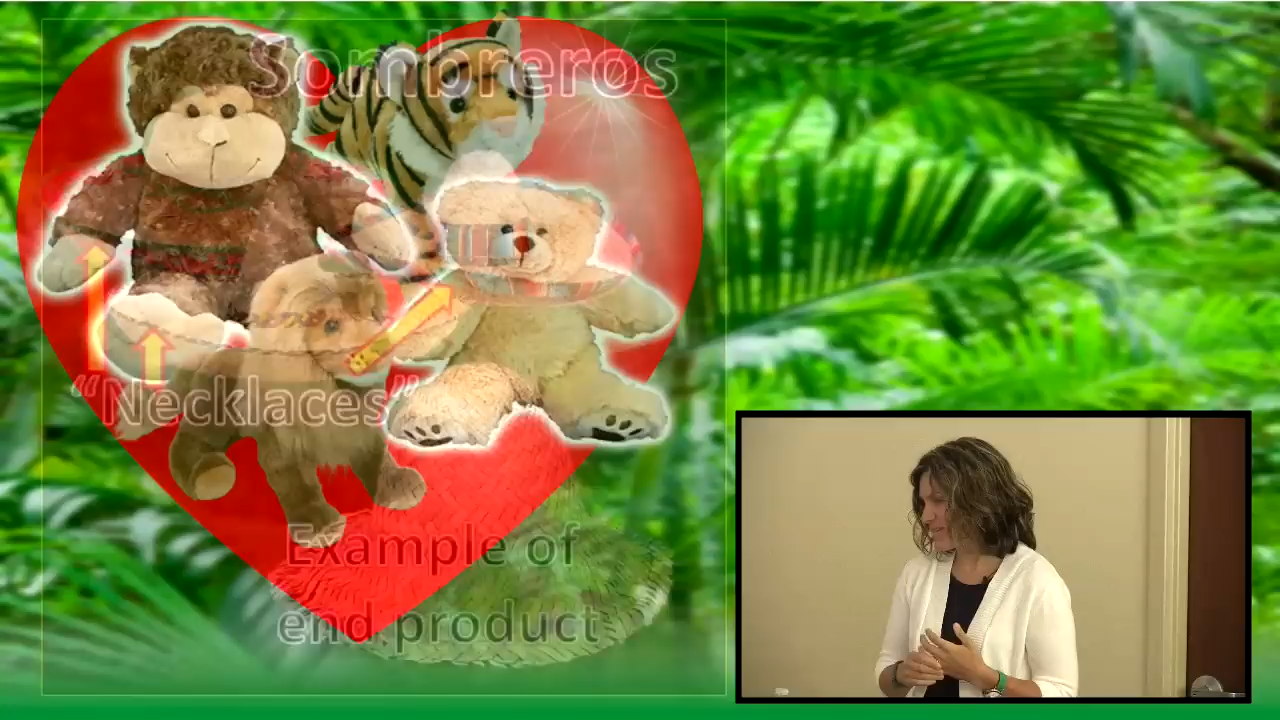 Sombreros
“Necklaces”
Example of
end product